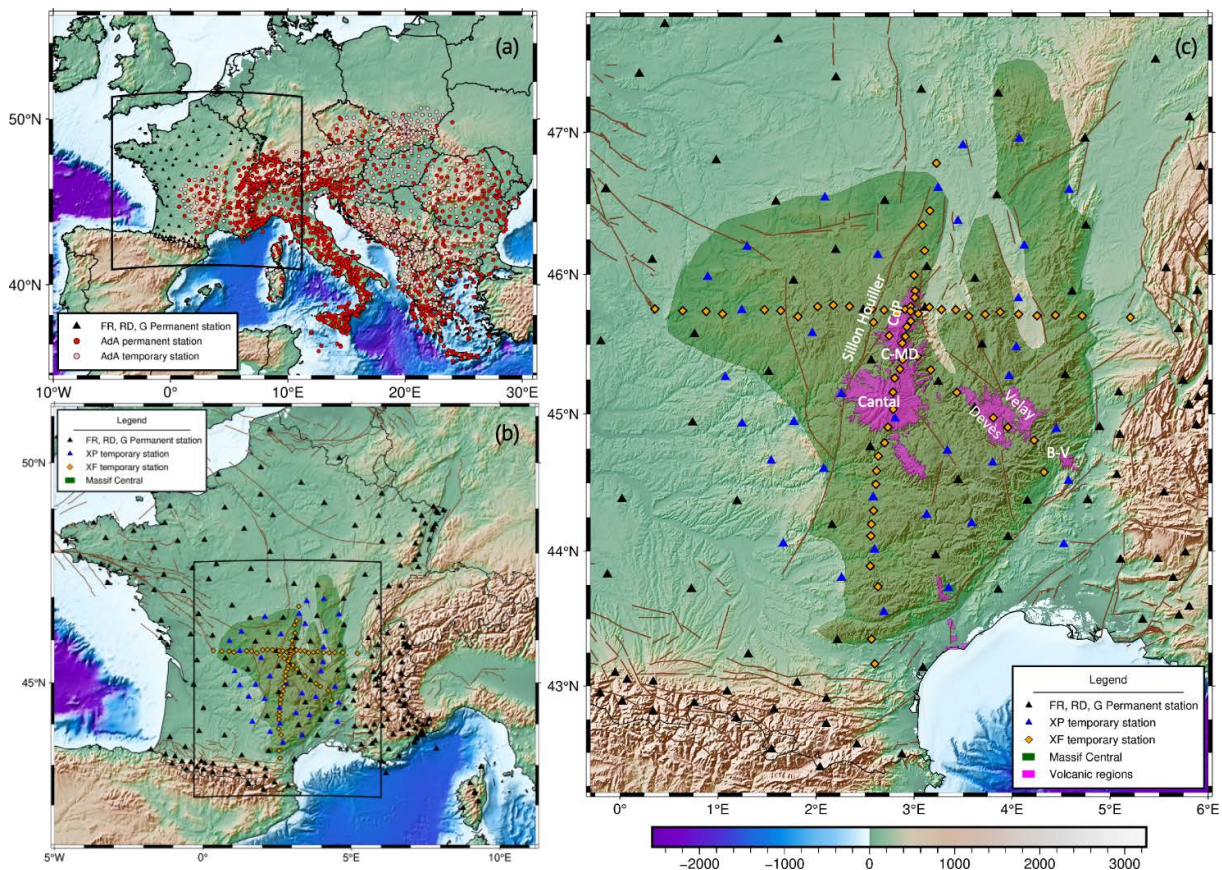 (a)
50°N
40°N
FR, RD, G Permanent station
AdA permanent station
AdA temporary station
10°W
0°
10°E
20°E
30°E
(b)
Legend
FR, RD, G Permanent station
XP temporary station
XF temporary station
Massif Central
50°N
45°N
5°W
0°
5°E
10°E
(c)
47°N
46°N
45°N
44°N
43°N
Sillon Houiller
CdP
C-MD
Cantal
Velay
Devès
B-V
Legend
FR, RD, G Permanent station
XP temporary station
XF temporary station
Massif Central
Volcanic regions
0°
1°E
2°E
3°E
4°E
5°E
6°E
-2000
-1000
0
1000
2000
3000